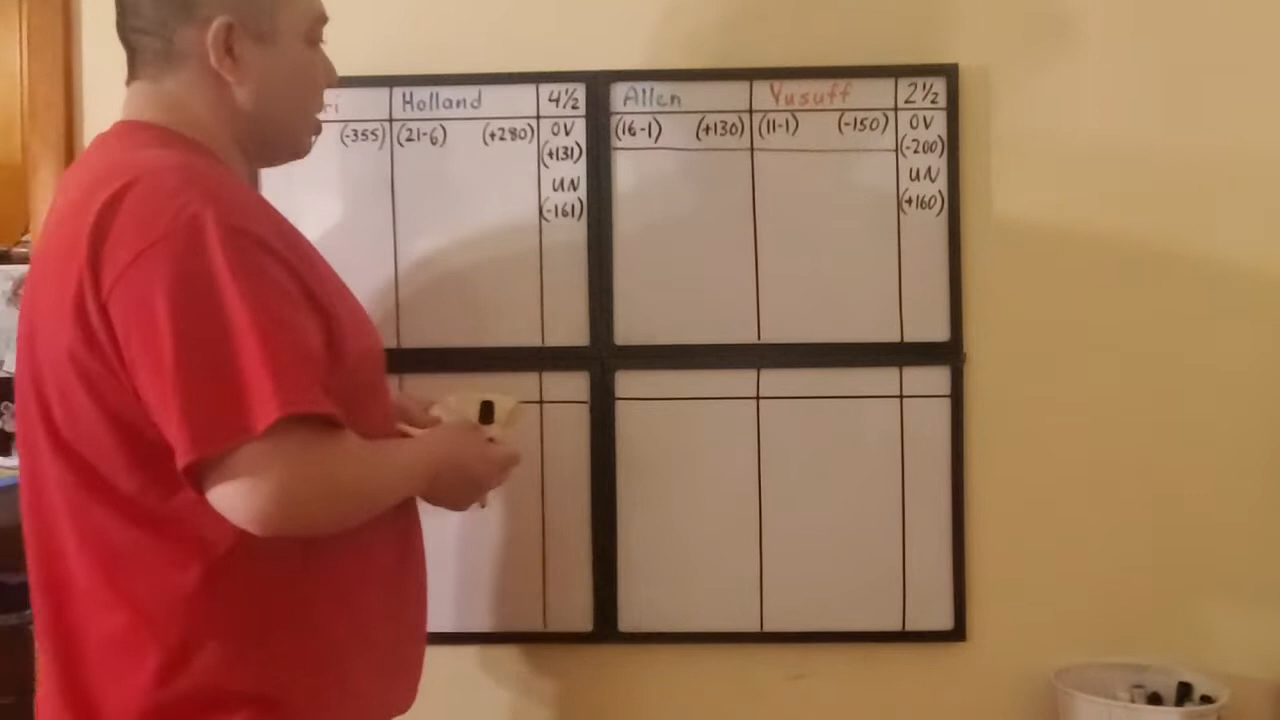 ri Holland 4½
(-355) (21-6) (+280) OV
(+131)
UN
(-161)
Allen Yusuff 2½
(16-1) (+130) (11-1) (-150) OV
(-200)
UN
(+160)